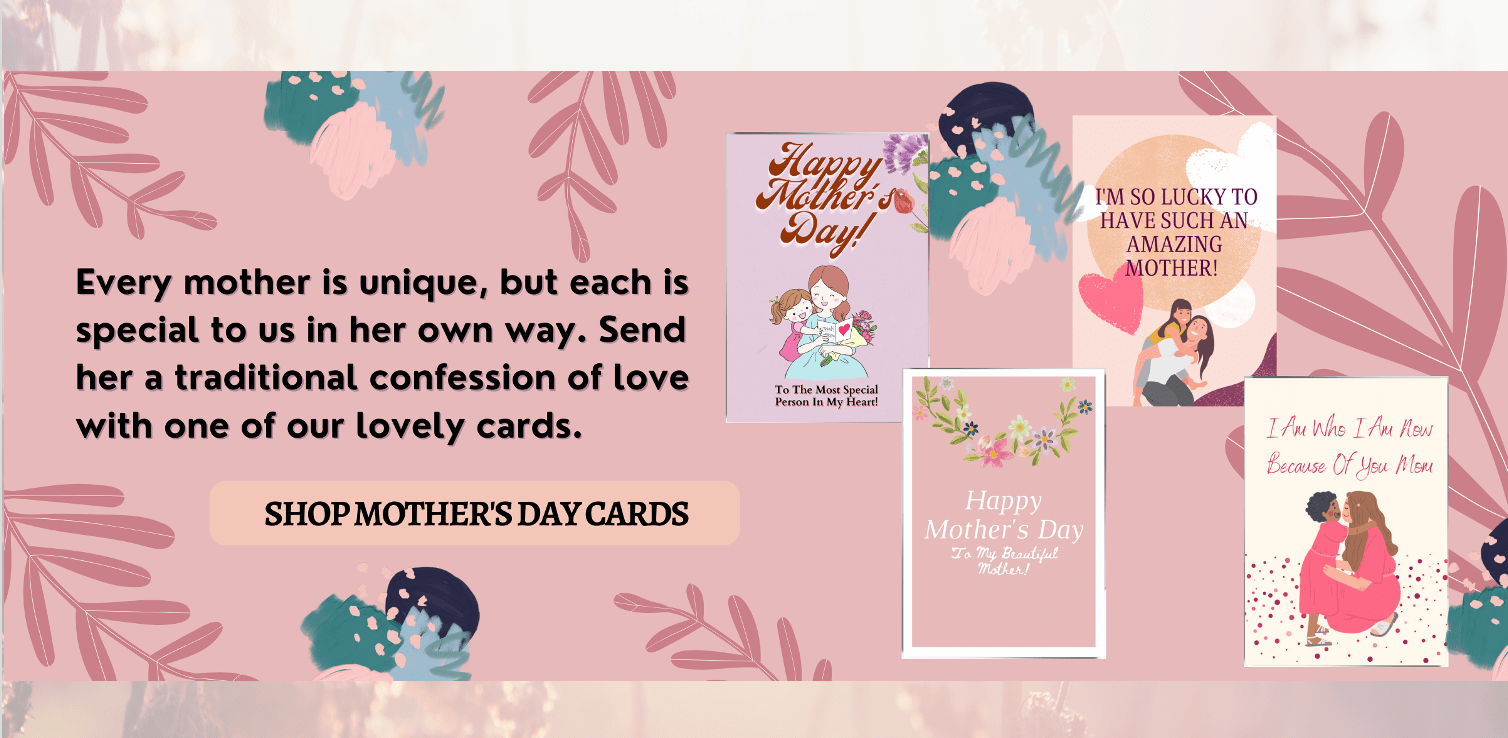 Every mother is unique, but each is
special to us in her own way. Send
her a traditional confession of love
with one of our lovely cards.
SHOP MOTHER'S DAY CARDS
Happy
Mother's
Day!
To The Most Special
Person In My Heart!
I'M SO LUCKY TO
HAVE SUCH AN
AMAZING
MOTHER!
Happy
Mother's Day
To My Beautiful
Mother!
I Am Who I Am Now
Because Of You Mom